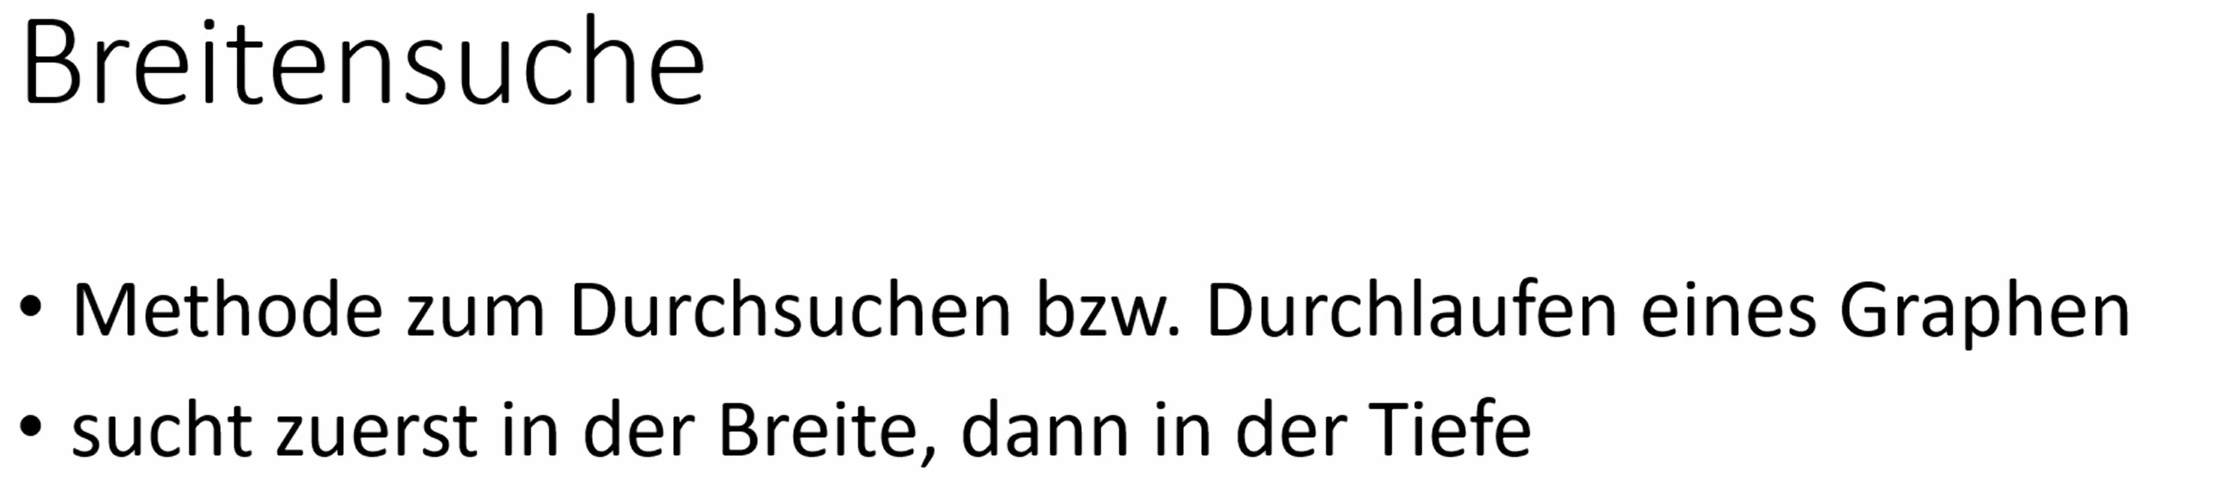 Breitensuche
• Methode zum Durchsuchen bzw. Durchlaufen eines Graphen
• sucht zuerst in der Breite, dann in der Tiefe